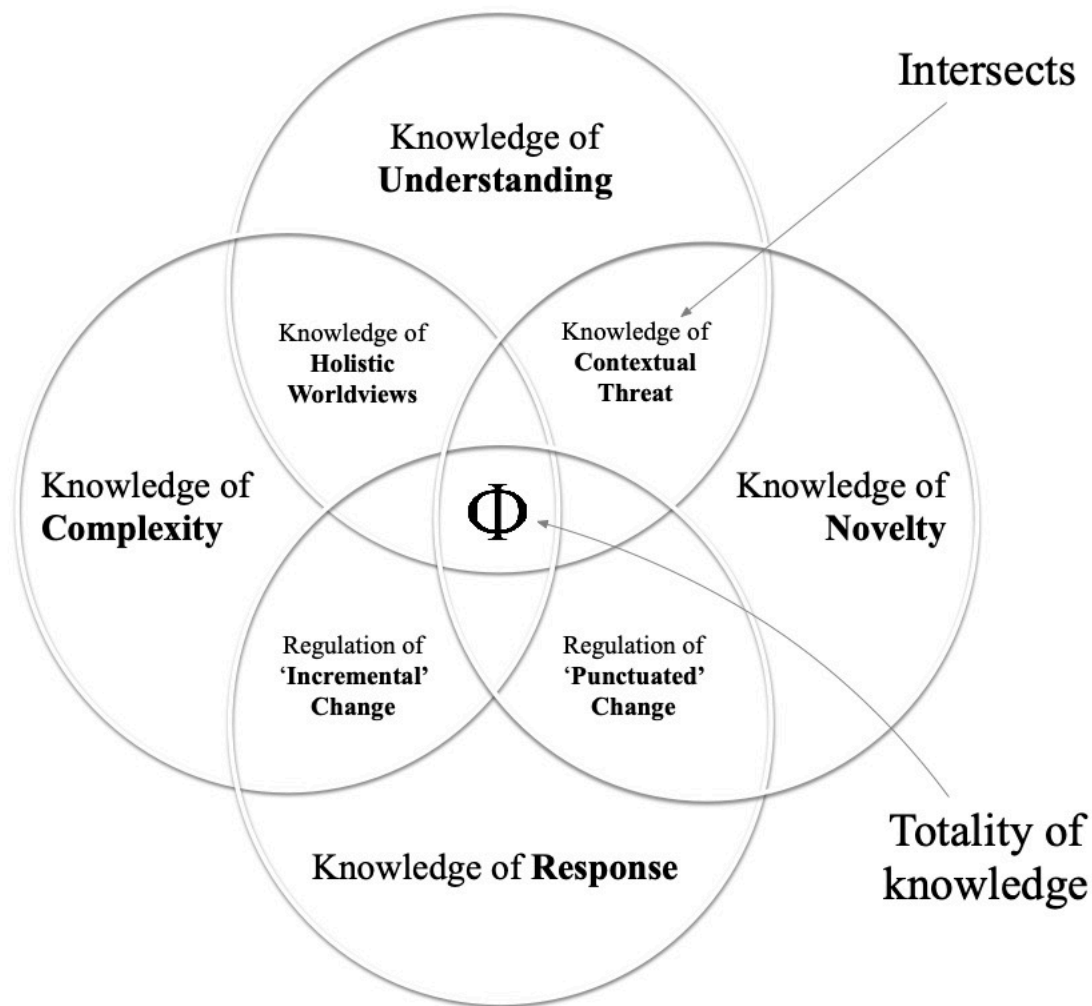 Intersects
Knowledge of
Understanding
Knowledge of
Holistic
Worldviews
Knowledge of
Contextual
Threat
Knowledge of
Complexity
Φ
Knowledge of
Novelty
Regulation of
‘Incremental’
Change
Regulation of
‘Punctuated’
Change
Knowledge of Response
Totality of
knowledge